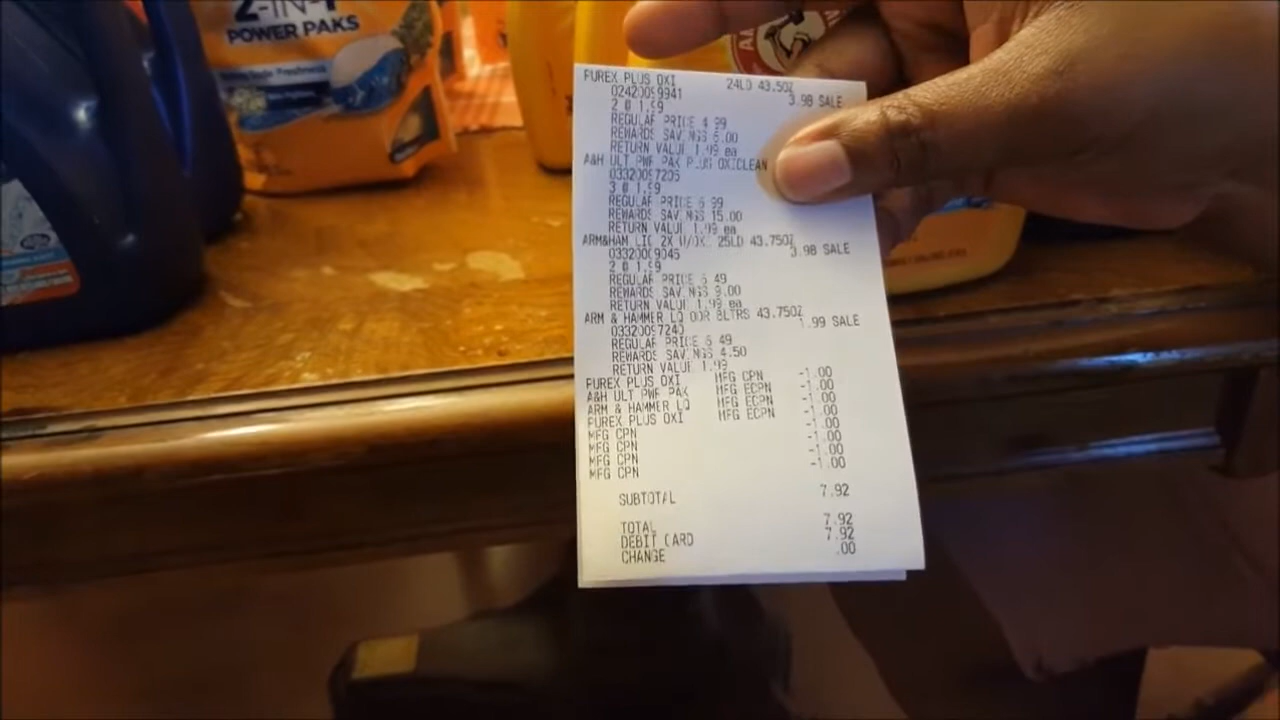 2-IN-1
POWER PAKS
PUREX PLUS OXI 24LD 43.5OZ
02420059941 3.98 SALE
2 @ 1.99
REGULAR PRICE 4.99
REWARDS SAVINGS 6.00
RETURN VALUE 1.99 ea
A&H ULT PWR PAK PLUS OXICLEAN
03320097205
3 @ 1.99
REGULAR PRICE 6.99
REWARDS SAVINGS 15.00
RETURN VALUE 1.99 ea
ARM&HAM LIC 2X W/OXI 25LD 43.75OZ
03320009045 3.98 SALE
2 @ 1.99
REGULAR PRICE 6.49
REWARDS SAVINGS 9.00
RETURN VALUE 1.99 ea
ARM & HAMMER LQ ODR BLTRS 43.75OZ
03320097240 1.99 SALE
REGULAR PRICE 6.49
REWARDS SAVINGS 4.50
RETURN VALUE 1.99
PUREX PLUS OXI MFG CPN -1.00
A&H ULT PWR PAK MFG ECPN -1.00
ARM & HAMMER LQ MFG ECPN -1.00
PUREX PLUS OXI MFG ECPN -1.00
MFG CPN -1.00
MFG CPN -1.00
MFG CPN -1.00
MFG CPN -1.00
SUBTOTAL 7.92
TOTAL 7.92
DEBIT CARD 7.92
CHANGE .00